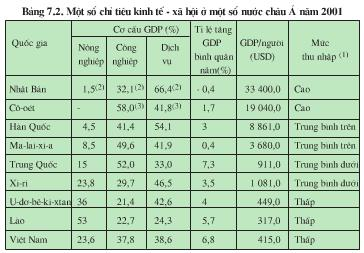 Bảng 7.2. Một số chỉ tiêu kinh tế - xã hội ở một số nước châu Á năm 2001
Quốc gia | Cơ cấu GDP (%) | Tỉ lệ tăng GDP bình quân năm(%) | GDP/người (USD) | Mức thu nhập (1)
Nông nghiệp | Công nghiệp | Dịch vụ
Nhật Bản | 1,5(2) | 32,1(2) | 66,4(2) | - 0,4 | 33 400,0 | Cao
Cô-oét | - | 58,0(3) | 41,8(3) | 1,7 | 19 040,0 | Cao
Hàn Quốc | 4,5 | 41,4 | 54,1 | 3 | 8 861,0 | Trung bình trên
Ma-lai-xi-a | 8,5 | 49,6 | 41,9 | 0,4 | 3 680,0 | Trung bình trên
Trung Quốc | 15 | 52,0 | 33,0 | 7,3 | 911,0 | Trung bình dưới
Xi-ri | 23,8 | 29,7 | 46,5 | 3,5 | 1 081,0 | Trung bình dưới
U-dơ-bê-ki-xtan | 36 | 21,4 | 42,6 | 4 | 449,0 | Thấp
Lào | 53 | 22,7 | 24,3 | 5,7 | 317,0 | Thấp
Việt Nam | 23,6 | 37,8 | 38,6 | 6,8 | 415,0 | Thấp